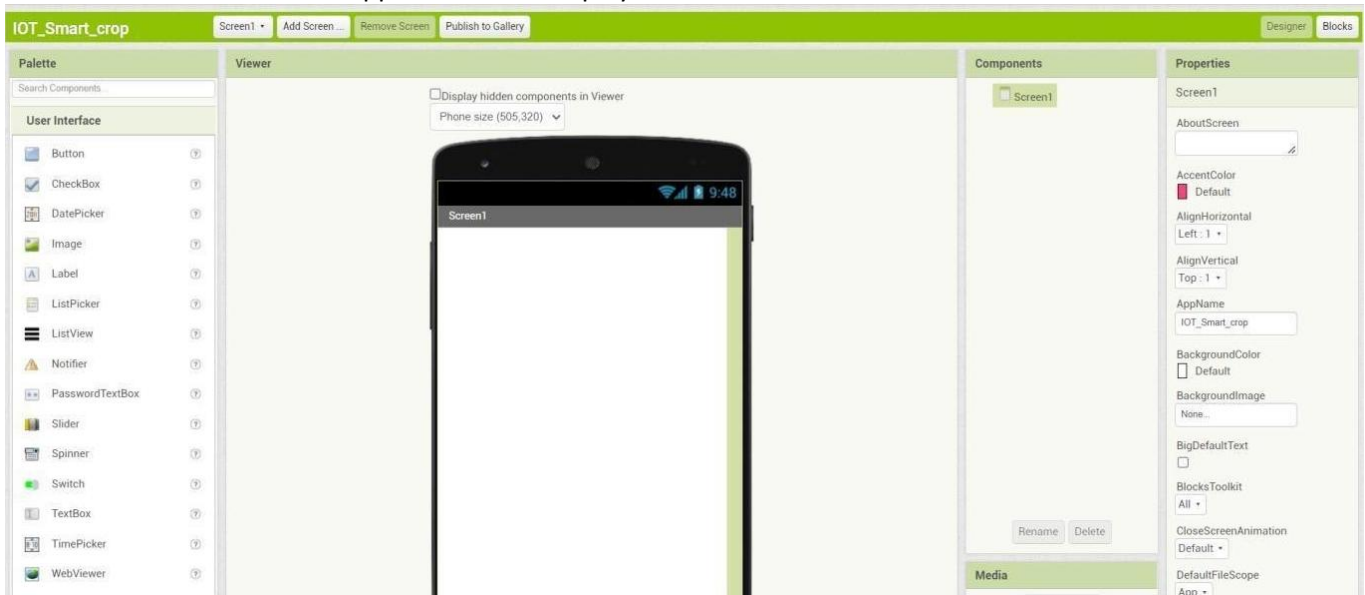 IOT_Smart_crop
Screen1
Add Screen ...
Remove Screen
Publish to Gallery
Designer
Blocks
Palette
Search Components...
User Interface
Button
CheckBox
DatePicker
Image
Label
ListPicker
ListView
Notifier
PasswordTextBox
Slider
Spinner
Switch
TextBox
TimePicker
WebViewer
Viewer
Display hidden components in Viewer
Phone size (505,320)
9:48
Screen1
Components
Screen1
Rename
Delete
Media
Properties
Screen1
AboutScreen
AccentColor
Default
AlignHorizontal
Left : 1
AlignVertical
Top : 1
AppName
IOT_Smart_crop
BackgroundColor
Default
BackgroundImage
None...
BigDefaultText
BlocksToolkit
All
CloseScreenAnimation
Default
DefaultFileScope
App